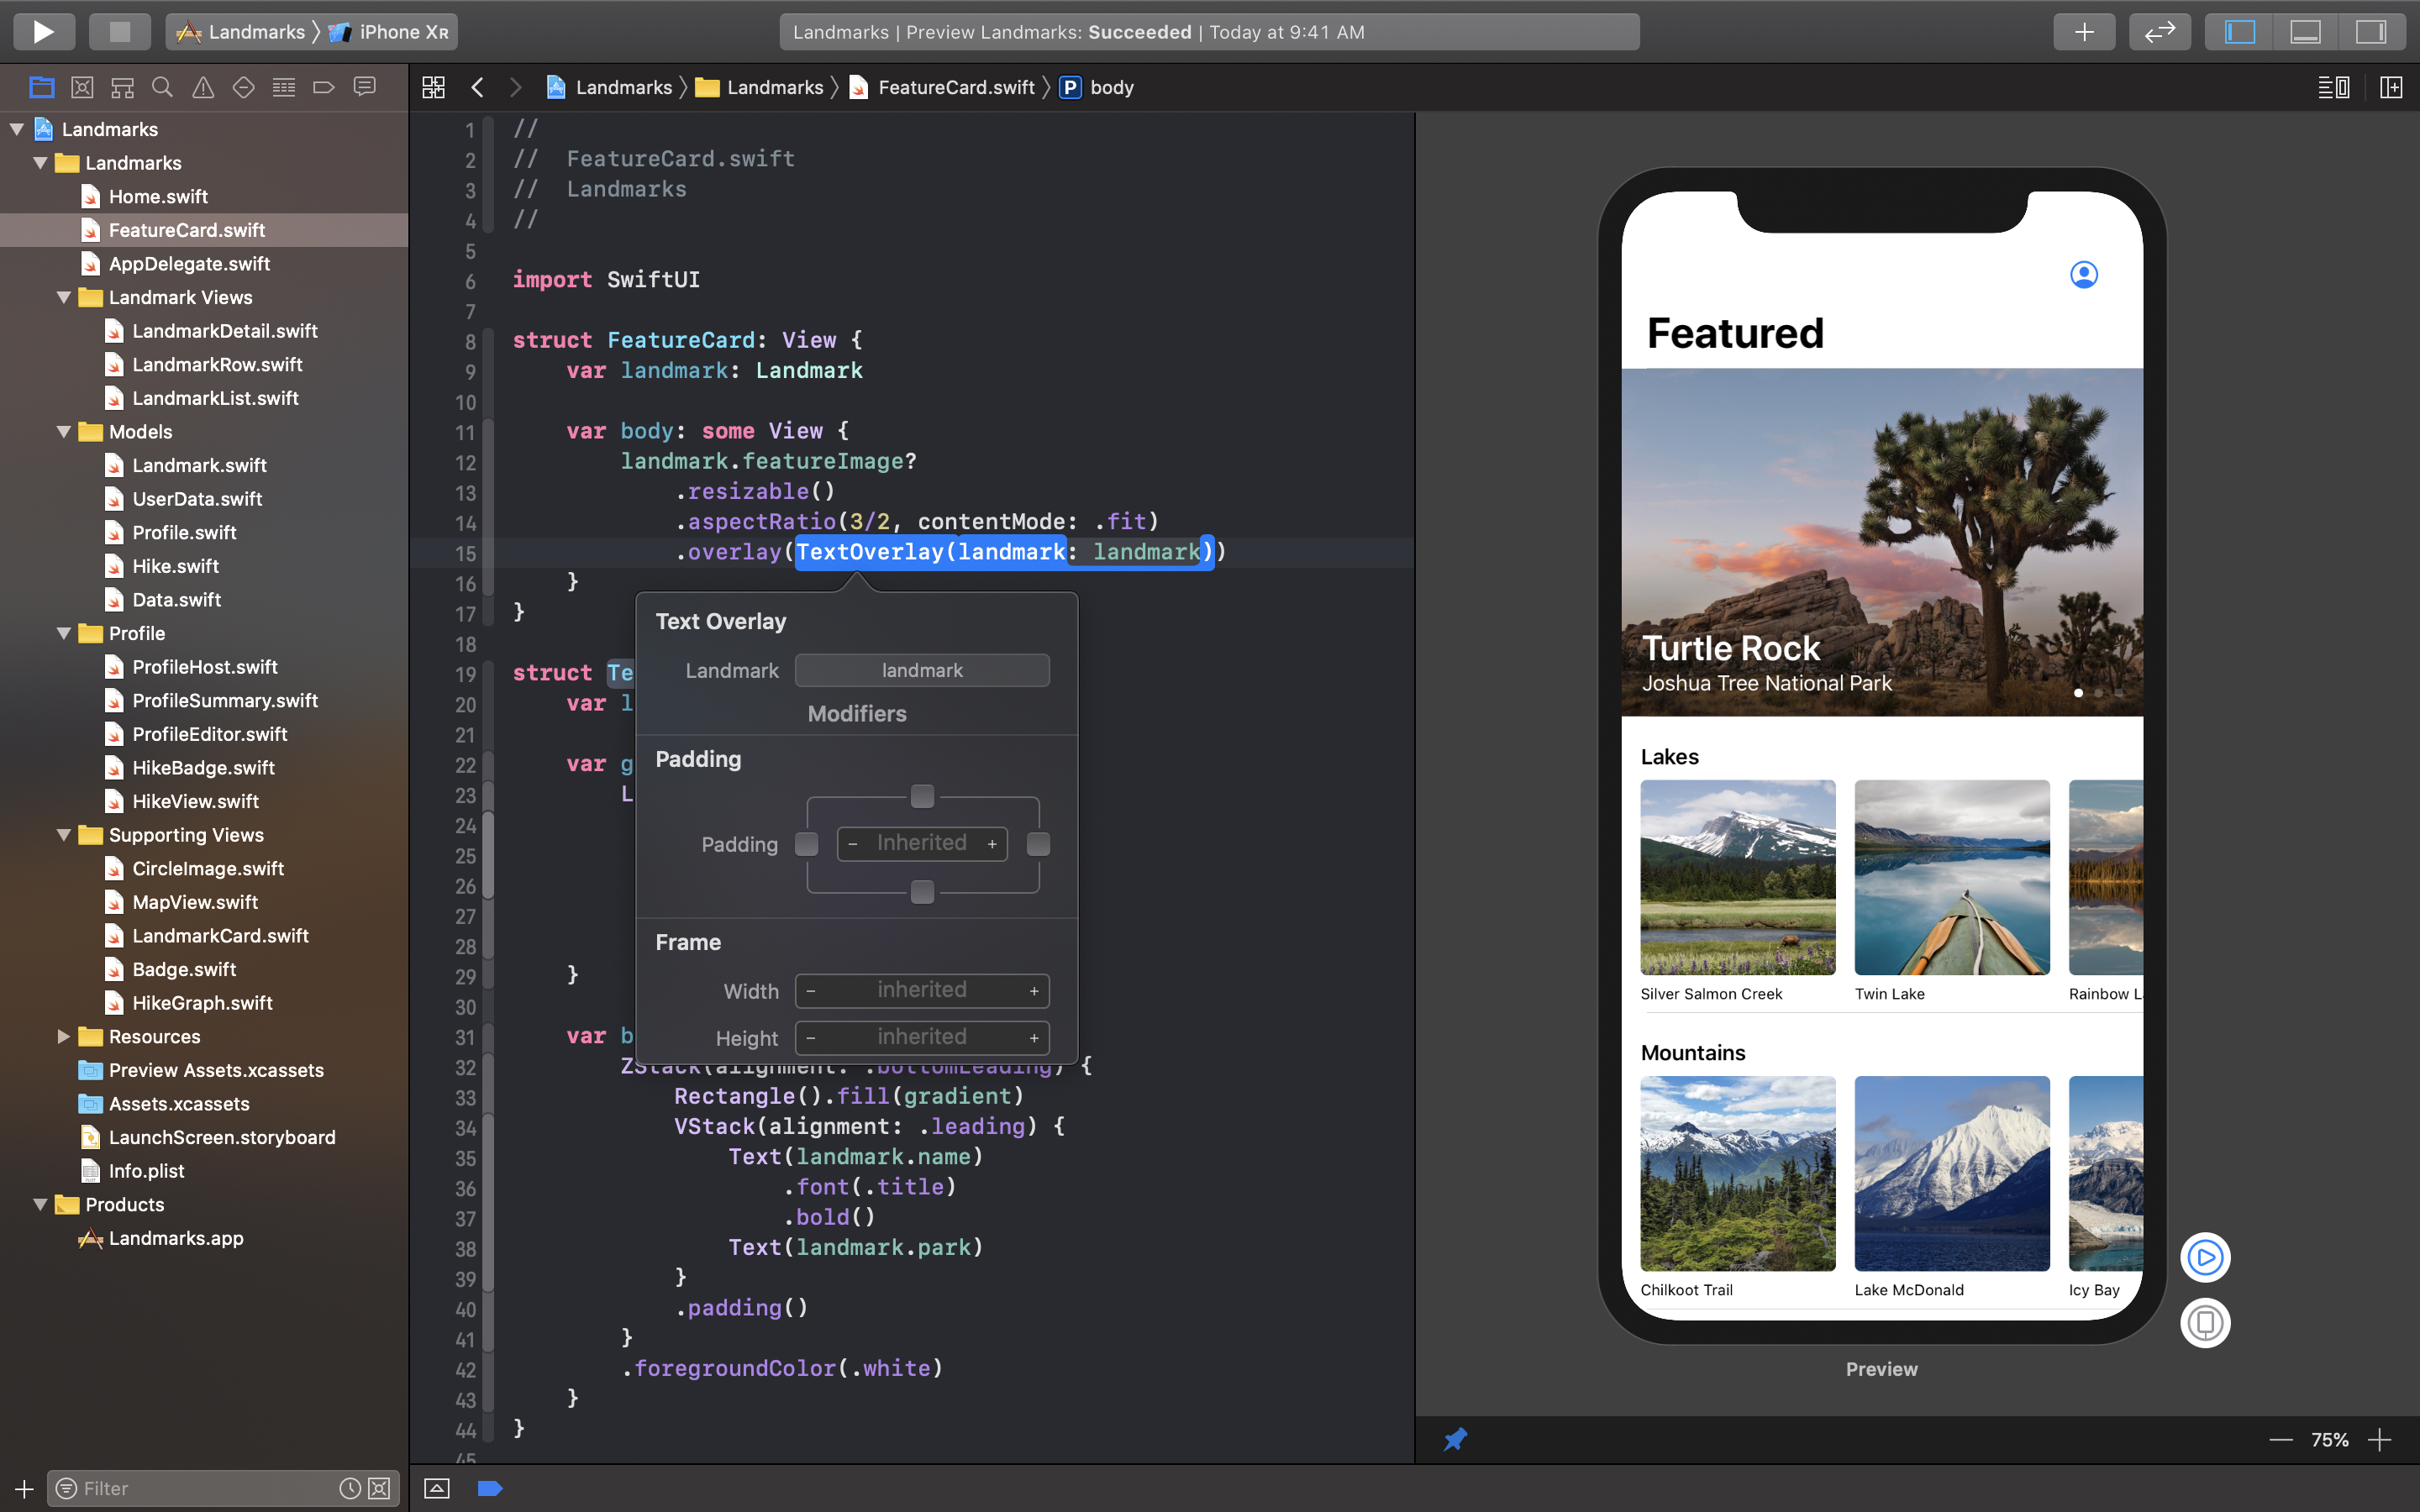 Landmarks
iPhone XR
Landmarks | Preview Landmarks: Succeeded | Today at 9:41 AM
Landmarks
Landmarks
FeatureCard.swift
P body
Landmarks
Landmarks
Home.swift
FeatureCard.swift
AppDelegate.swift
Landmark Views
LandmarkDetail.swift
LandmarkRow.swift
LandmarkList.swift
Models
Landmark.swift
UserData.swift
Profile.swift
Hike.swift
Data.swift
Profile
ProfileHost.swift
ProfileSummary.swift
ProfileEditor.swift
HikeBadge.swift
HikeView.swift
Supporting Views
CircleImage.swift
MapView.swift
LandmarkCard.swift
Badge.swift
HikeGraph.swift
Resources
Preview Assets.xcassets
Assets.xcassets
LaunchScreen.storyboard
Info.plist
Products
Landmarks.app
Filter
1 //
2 //  FeatureCard.swift
3 //  Landmarks
4 //
5
6 import SwiftUI
7
8 struct FeatureCard: View {
9     var landmark: Landmark
10
11     var body: some View {
12         landmark.featureImage?
13             .resizable()
14             .aspectRatio(3/2, contentMode: .fit)
15             .overlay(TextOverlay(landmark: landmark))
16     }
17 }
18
19 struct Te
20     var l
21
22     var g
23         L
24
25
26
27
28
29     }
30
31     var b
32         ZStack(alignment: .bottomLeading) {
33             Rectangle().fill(gradient)
34             VStack(alignment: .leading) {
35                 Text(landmark.name)
36                     .font(.title)
37                     .bold()
38                 Text(landmark.park)
39             }
40             .padding()
41         }
42         .foregroundColor(.white)
43     }
44 }
45
Text Overlay
Landmark landmark
Modifiers
Padding
Padding − Inherited +
Frame
Width − inherited +
Height − inherited +
Featured
Turtle Rock
Joshua Tree National Park
Lakes
Silver Salmon Creek
Twin Lake
Rainbow L
Mountains
Chilkoot Trail
Lake McDonald
Icy Bay
Preview
75%